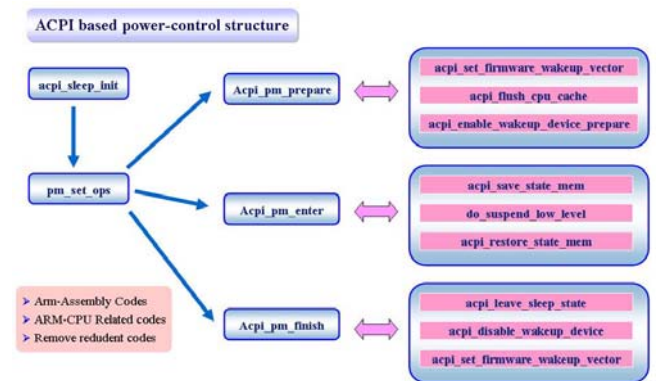 ACPI based power-control structure
acpi_sleep_init
pm_set_ops
Acpi_pm_prepare
acpi_set_firmware_wakeup_vector
acpi_flush_cpu_cache
acpi_enable_wakeup_device_prepare
Acpi_pm_enter
acpi_save_state_mem
do_suspend_low_level
acpi_restore_state_mem
Acpi_pm_finish
acpi_leave_sleep_state
acpi_disable_wakeup_device
acpi_set_firmware_wakeup_vector
Arm-Assembly Codes
ARM-CPU Related codes
Remove redudent codes